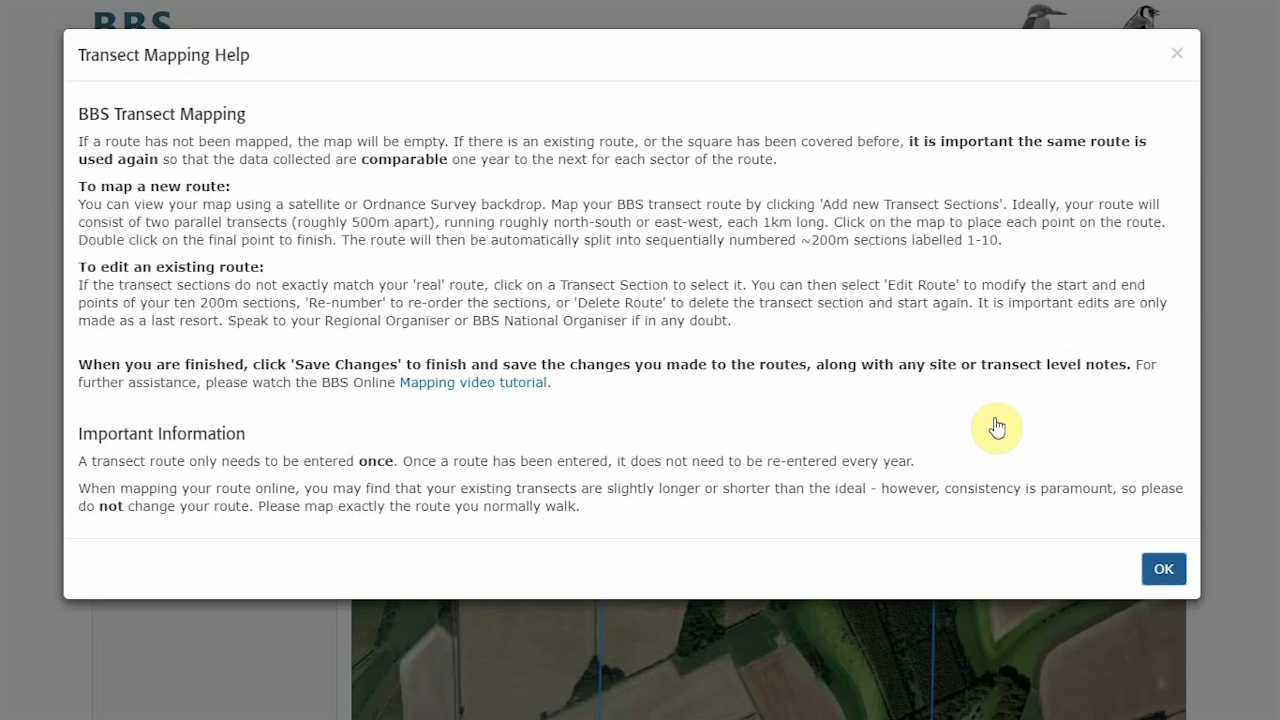 BBS
Transect Mapping Help
×
BBS Transect Mapping
If a route has not been mapped, the map will be empty. If there is an existing route, or the square has been covered before, it is important the same route is
used again so that the data collected are comparable one year to the next for each sector of the route.
To map a new route:
You can view your map using a satellite or Ordnance Survey backdrop. Map your BBS transect route by clicking 'Add new Transect Sections'. Ideally, your route will
consist of two parallel transects (roughly 500m apart), running roughly north-south or east-west, each 1km long. Click on the map to place each point on the route.
Double click on the final point to finish. The route will then be automatically split into sequentially numbered ~200m sections labelled 1-10.
To edit an existing route:
If the transect sections do not exactly match your 'real' route, click on a Transect Section to select it. You can then select 'Edit Route' to modify the start and end
points of your ten 200m sections, 'Re-number' to re-order the sections, or 'Delete Route' to delete the transect section and start again. It is important edits are only
made as a last resort. Speak to your Regional Organiser or BBS National Organiser if in any doubt.
When you are finished, click 'Save Changes' to finish and save the changes you made to the routes, along with any site or transect level notes. For
further assistance, please watch the BBS Online Mapping video tutorial.
Important Information
A transect route only needs to be entered once. Once a route has been entered, it does not need to be re-entered every year.
When mapping your route online, you may find that your existing transects are slightly longer or shorter than the ideal - however, consistency is paramount, so please
do not change your route. Please map exactly the route you normally walk.
OK